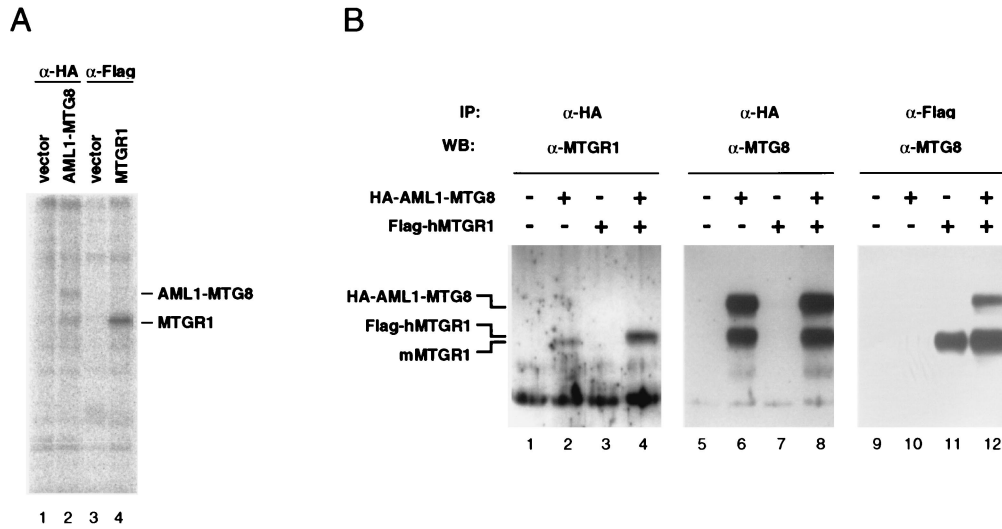 A
α-HA α-Flag
vector
AML1-MTG8
vector
MTGR1
AML1-MTG8
MTGR1
1 2 3 4
B
IP: α-HA α-HA α-Flag
WB: α-MTGR1 α-MTG8 α-MTG8
HA-AML1-MTG8 - + - + - + - + - + - +
Flag-hMTGR1 - - + + - - + + - - + +
HA-AML1-MTG8
Flag-hMTGR1
mMTGR1
1 2 3 4 5 6 7 8 9 10 11 12